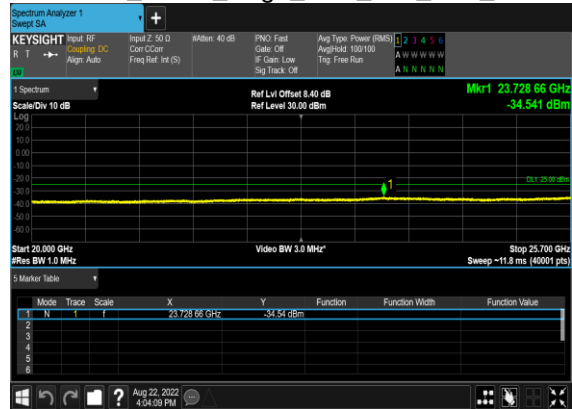 Spectrum Analyzer 1
Swept SA
+
KEYSIGHT Input: RF Input Z: 50 Ω #Atten: 40 dB PNO: Fast Avg Type: Power (RMS) 1 2 3 4 5 6
R T Coupling: DC Corr CCorr Gate: Off Avg|Hold: 100/100 A W W W W W
Align: Auto Freq Ref: Int (S) IF Gain: Low Trig: Free Run A N N N N N
Sig Track: Off
1 Spectrum Ref Lvl Offset 8.40 dB Mkr1 23.728 66 GHz
Scale/Div 10 dB Ref Level 30.00 dBm -34.541 dBm
Log
20.0
10.0
0.00
-10.0
-20.0
1
DL1 -25.00 dBm
-30.0
-40.0
-50.0
-60.0
Start 20.000 GHz Video BW 3.0 MHz* Stop 25.700 GHz
#Res BW 1.0 MHz Sweep ~11.8 ms (40001 pts)
5 Marker Table
Mode Trace Scale X Y Function Function Width Function Value
1 N 1 f 23.728 66 GHz -34.54 dBm
2
3
4
5
6
? Aug 22, 2022
4:04:09 PM